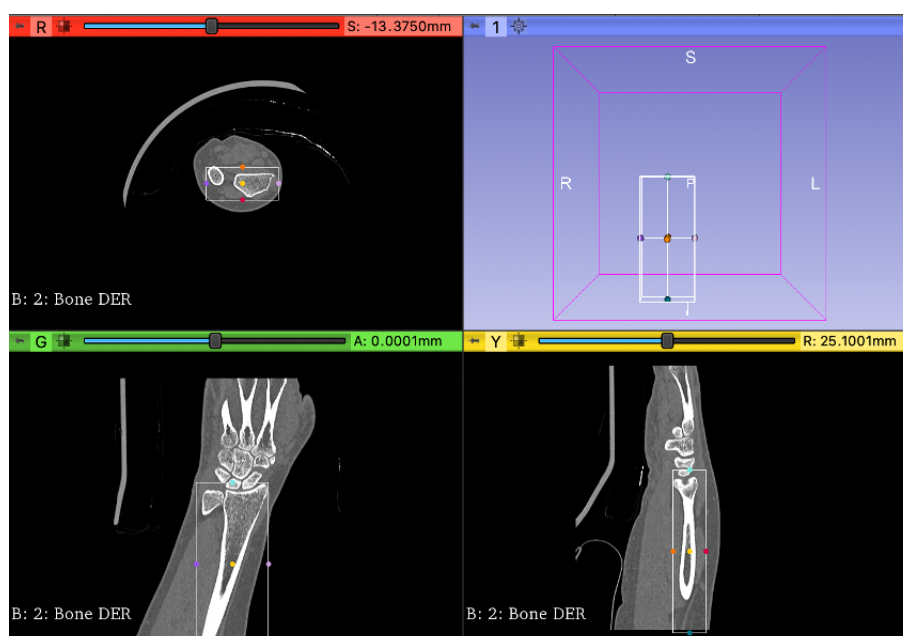 R S: -13.3750mm
B: 2: Bone DER
1
S
P
R
L
I
G A: 0.0001mm
B: 2: Bone DER
Y R: 25.1001mm
B: 2: Bone DER